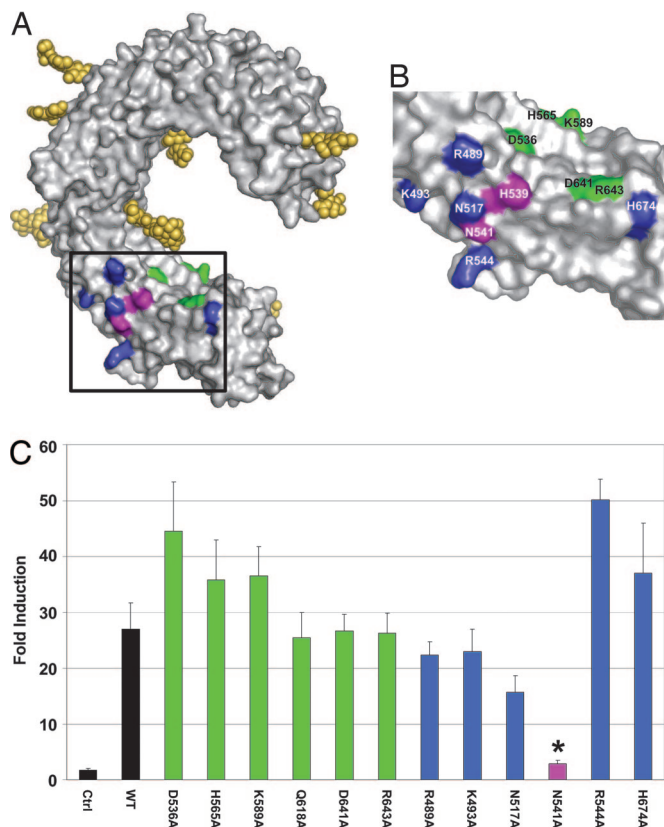 A
B
H565
K589
D536
R489
D641
R643
K493
H539
H674
N517
N541
R544
C
60
50
40
30
20
10
0
Fold Induction
*
Ctrl
WT
D536A
H565A
K589A
Q618A
D641A
R643A
R489A
K493A
N517A
N541A
R544A
H674A